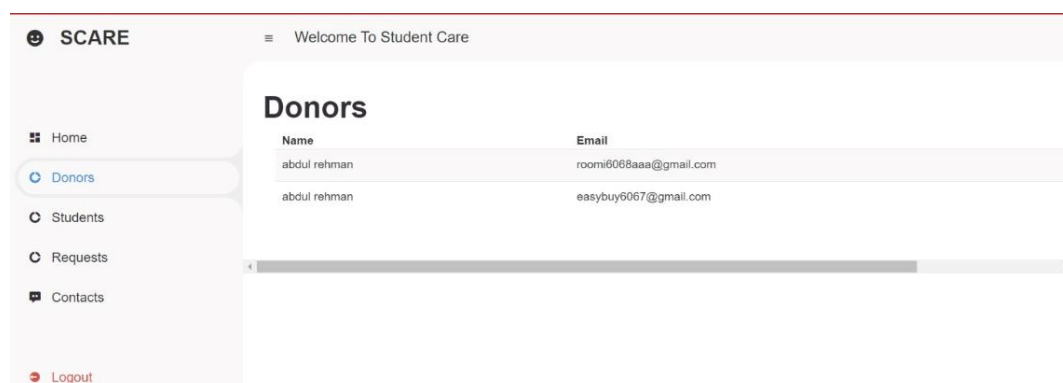 SCARE
≡ Welcome To Student Care
Home
Donors
Students
Requests
Contacts
Logout
Donors
Name Email
abdul rehman roomi6068aaa@gmail.com
abdul rehman easybuy6067@gmail.com